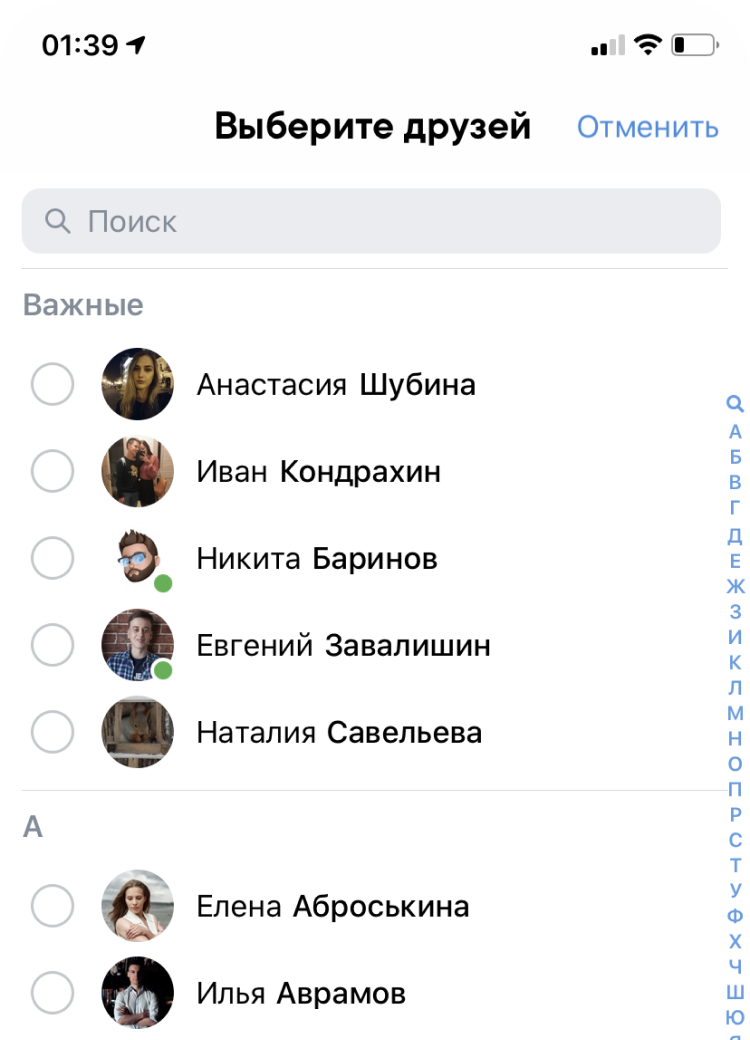 01:39
Выберите друзей Отменить
Поиск
Важные
Анастасия Шубина
Иван Кондрахин
Никита Баринов
Евгений Завалишин
Наталия Савельева
А
Елена Аброськина
Илья Аврамов
А
Б
В
Г
Д
Е
Ж
З
И
К
Л
М
Н
О
П
Р
С
Т
У
Ф
Х
Ч
Ш
Ю